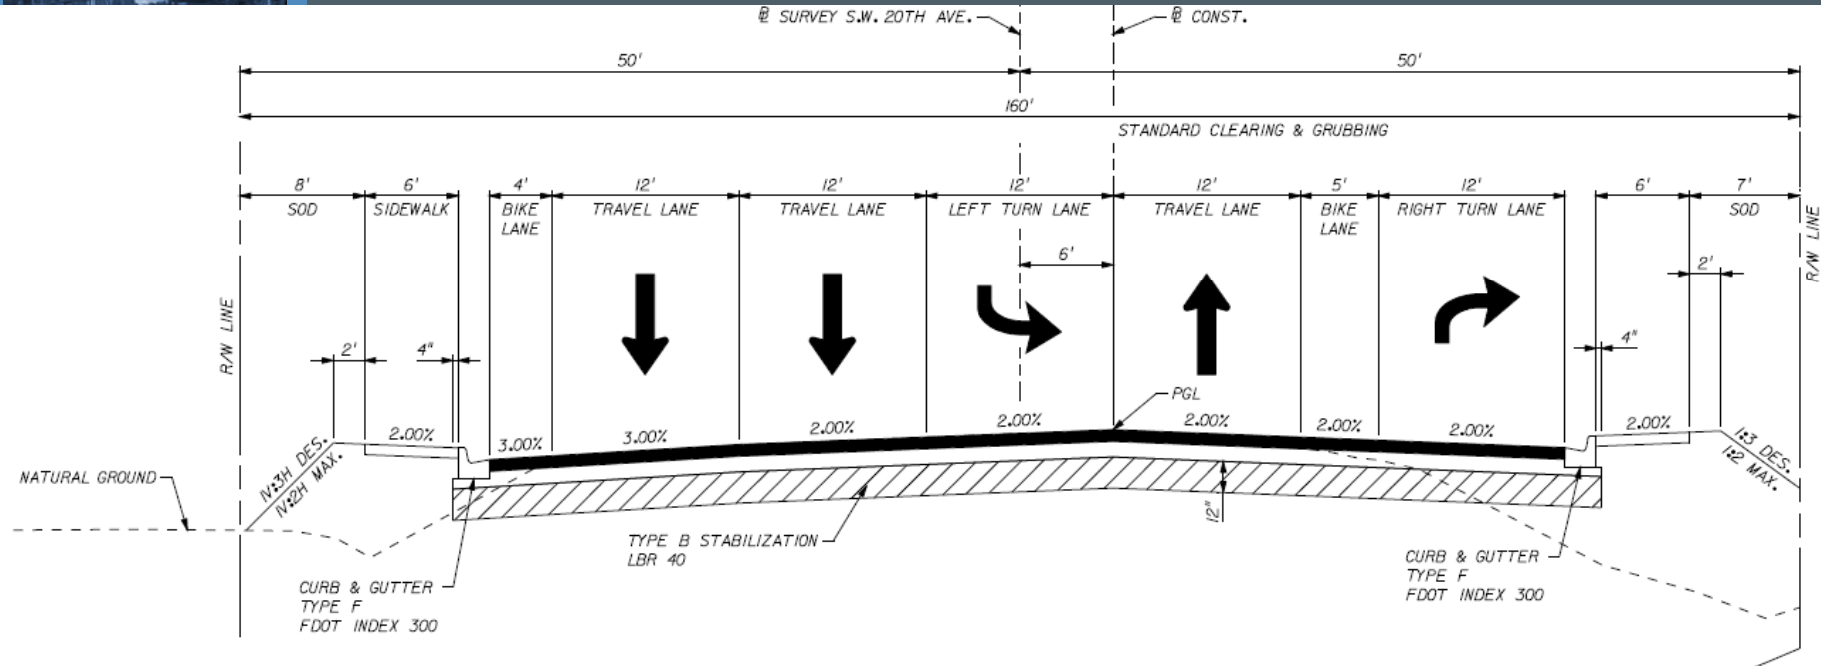 ℄ SURVEY S.W. 20TH AVE.
℄ CONST.
50'
50'
160'
STANDARD CLEARING & GRUBBING
8'
6'
4'
12'
12'
12'
12'
5'
12'
6'
7'
SOD
SIDEWALK
BIKE
LANE
TRAVEL LANE
TRAVEL LANE
LEFT TURN LANE
TRAVEL LANE
BIKE
LANE
RIGHT TURN LANE
SOD
R/W LINE
6'
2'
R/W LINE
2'
4"
4"
PGL
2.00%
3.00%
3.00%
2.00%
2.00%
2.00%
2.00%
2.00%
2.00%
1V:3H DES.
1V:2H MAX.
1:3 DES.
1:2 MAX.
NATURAL GROUND
12"
TYPE B STABILIZATION
LBR 40
CURB & GUTTER
TYPE F
FDOT INDEX 300
CURB & GUTTER
TYPE F
FDOT INDEX 300